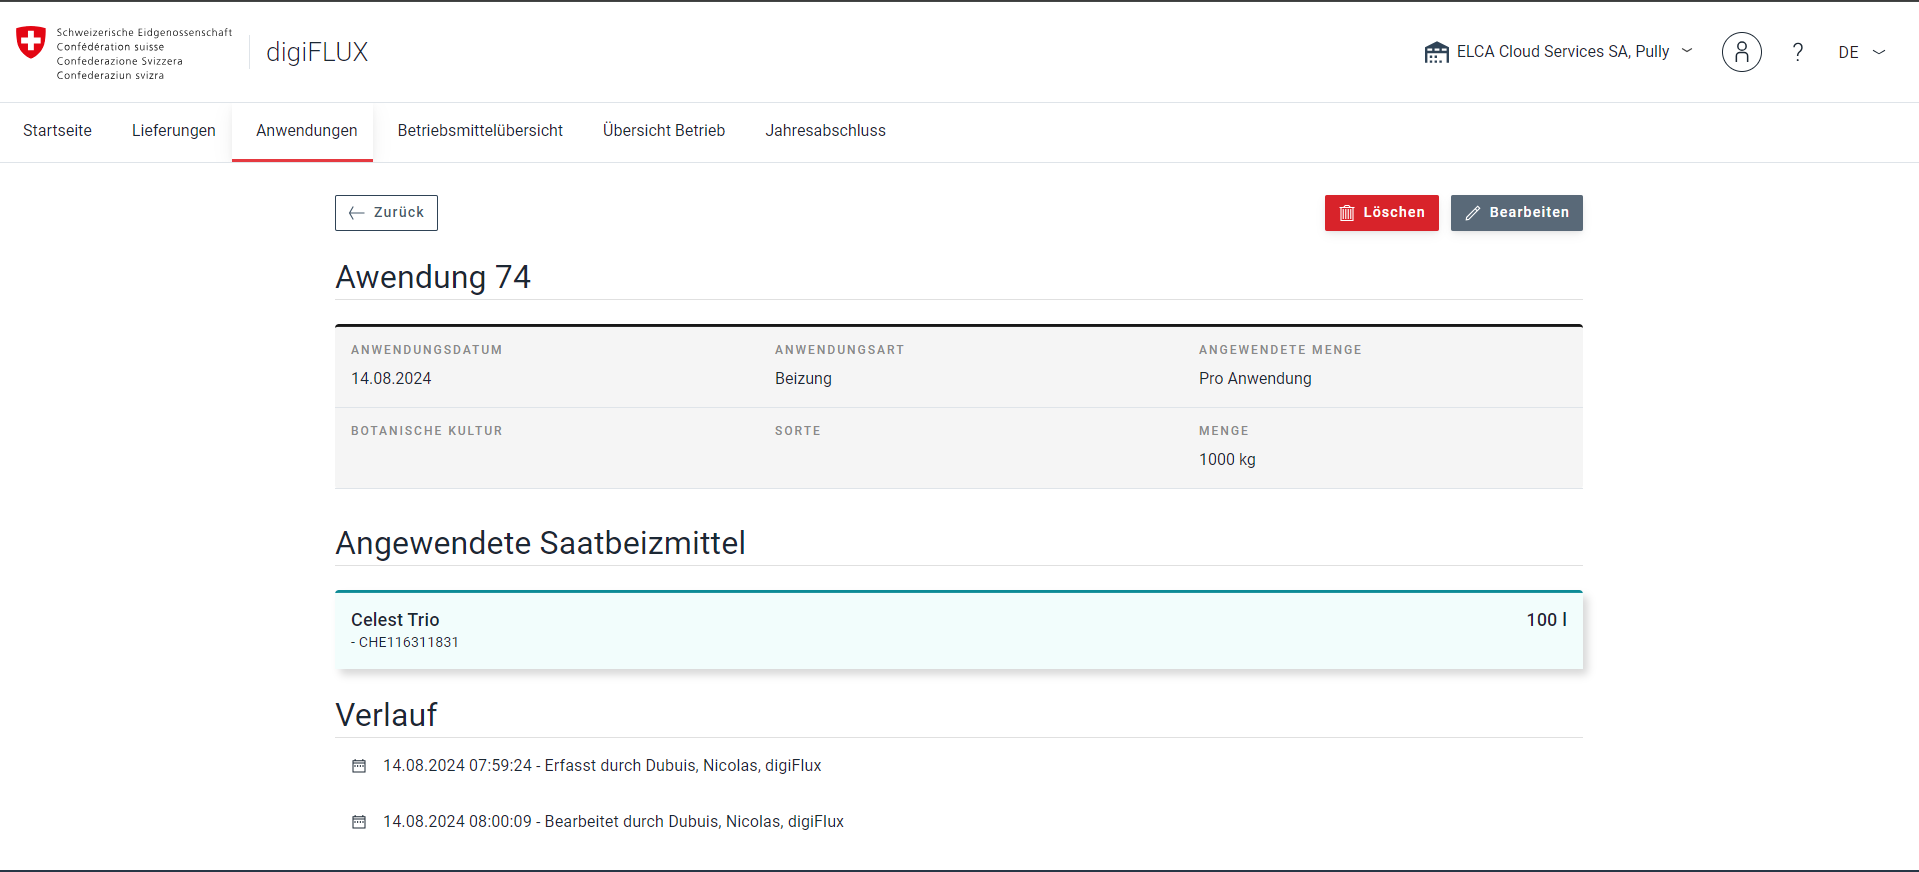 Schweizerische Eidgenossenschaft
Confédération suisse
Confederazione Svizzera
Confederaziun svizra
digiFLUX
ELCA Cloud Services SA, Pully
?
DE
Startseite
Lieferungen
Anwendungen
Betriebsmittelübersicht
Übersicht Betrieb
Jahresabschluss
Zurück
Löschen
Bearbeiten
Awendung 74
ANWENDUNGSDATUM
14.08.2024
ANWENDUNGSART
Beizung
ANGEWENDETE MENGE
Pro Anwendung
BOTANISCHE KULTUR
SORTE
MENGE
1000 kg
Angewendete Saatbeizmittel
Celest Trio
100 l
- CHE116311831
Verlauf
14.08.2024 07:59:24 - Erfasst durch Dubuis, Nicolas, digiFlux
14.08.2024 08:00:09 - Bearbeitet durch Dubuis, Nicolas, digiFlux